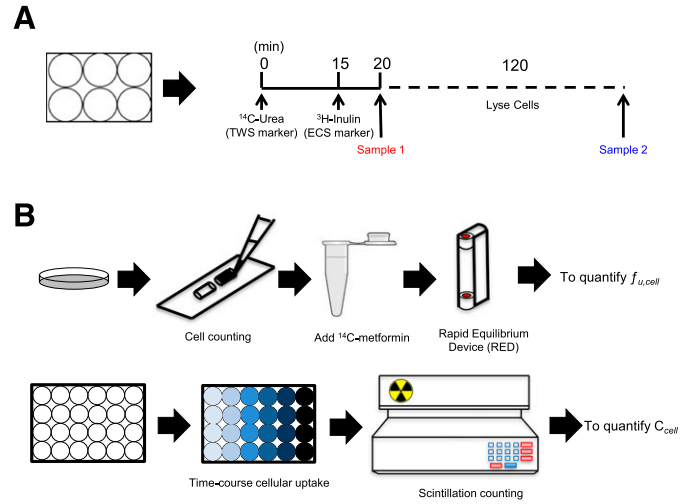 A
(min)
0 15 20 120
¹⁴C-Urea
(TWS marker)
³H-Inulin
(ECS marker)
Lyse Cells
Sample 1
Sample 2
B
Cell counting
Add ¹⁴C-metformin
Rapid Equilibrium
Device (RED)
To quantify ƒu,cell
Time-course cellular uptake
Scintillation counting
To quantify Ccell